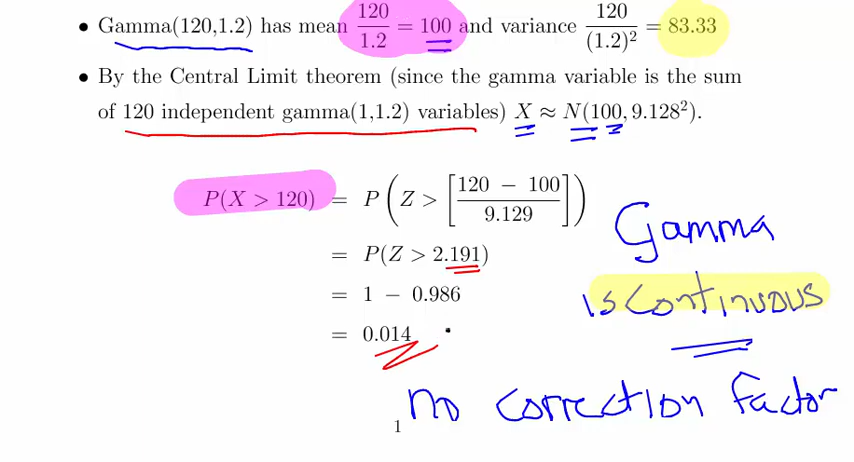 • Gamma(120,1.2) has mean 120/1.2 = 100 and variance 120/(1.2)² = 83.33
• By the Central Limit theorem (since the gamma variable is the sum
of 120 independent gamma(1,1.2) variables) X ≈ N(100, 9.128²).
P(X > 120) = P(Z > [120 − 100 / 9.129])
= P(Z > 2.191)
= 1 − 0.986
= 0.014
Gamma
is continuous
no correction factor
1